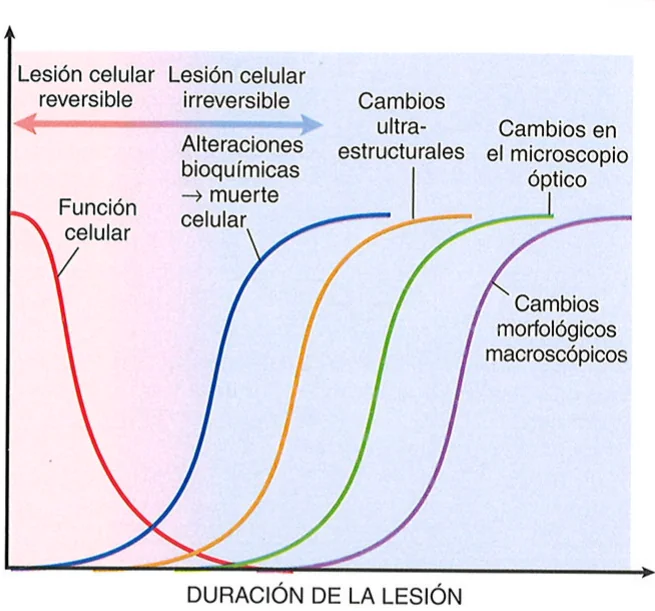 Lesión celular
reversible
Lesión celular
irreversible
Alteraciones
bioquímicas
→ muerte
celular
Cambios
ultra-
estructurales
Cambios en
el microscopio
óptico
Función
celular
Cambios
morfológicos
macroscópicos
DURACIÓN DE LA LESIÓN